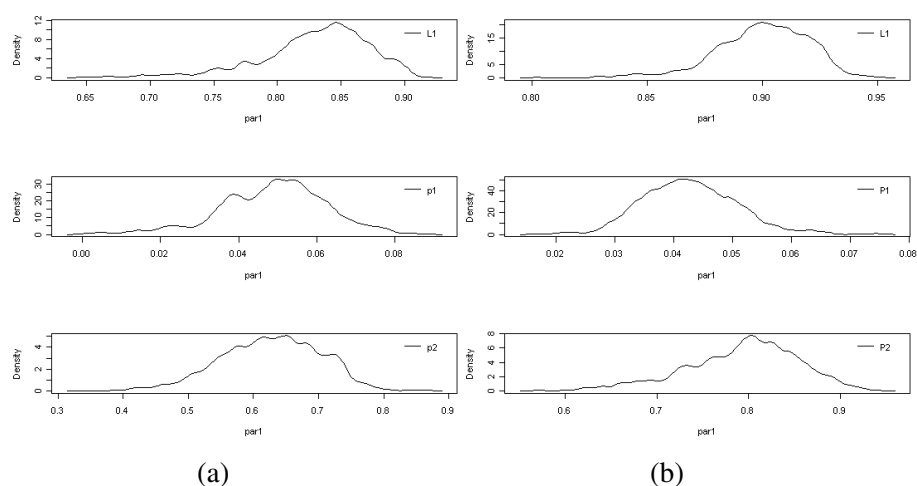 Density
0 4 8 12
L1
0.65 0.70 0.75 0.80 0.85 0.90
par1
Density
5 15
L1
0.80 0.85 0.90 0.95
par1
Density
0 10 20 30
p1
0.00 0.02 0.04 0.06 0.08
par1
Density
0 20 40
P1
0.02 0.03 0.04 0.05 0.06 0.07 0.08
par1
Density
0 2 4
p2
0.3 0.4 0.5 0.6 0.7 0.8 0.9
par1
Density
0 2 4 6 8
P2
0.6 0.7 0.8 0.9
par1
(a)
(b)